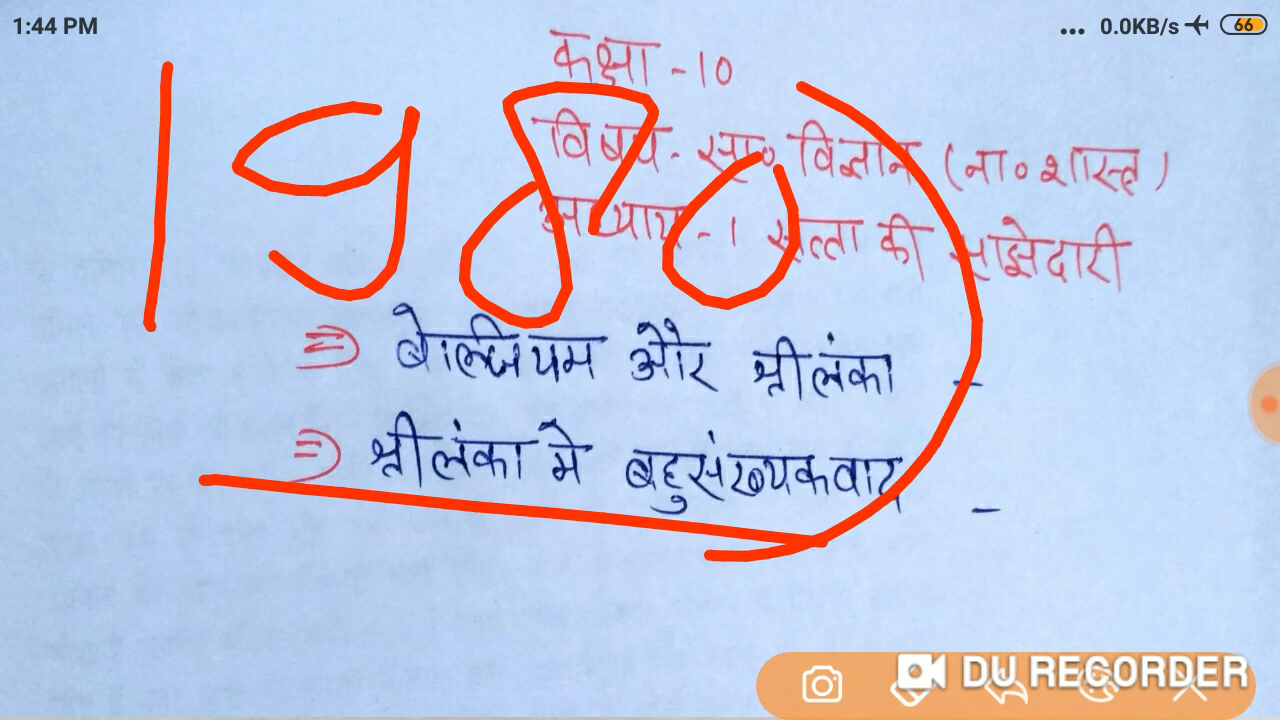 1:44 PM
... 0.0KB/s 66
कक्षा - 10
1980
विषय - सा० विज्ञान (ना० शास्त्र)
अध्याय - 1 सत्ता की साझेदारी
⇒ बेल्जियम और श्रीलंका -
⇒ श्रीलंका मे बहुसंख्यकवाद -
DU RECORDER